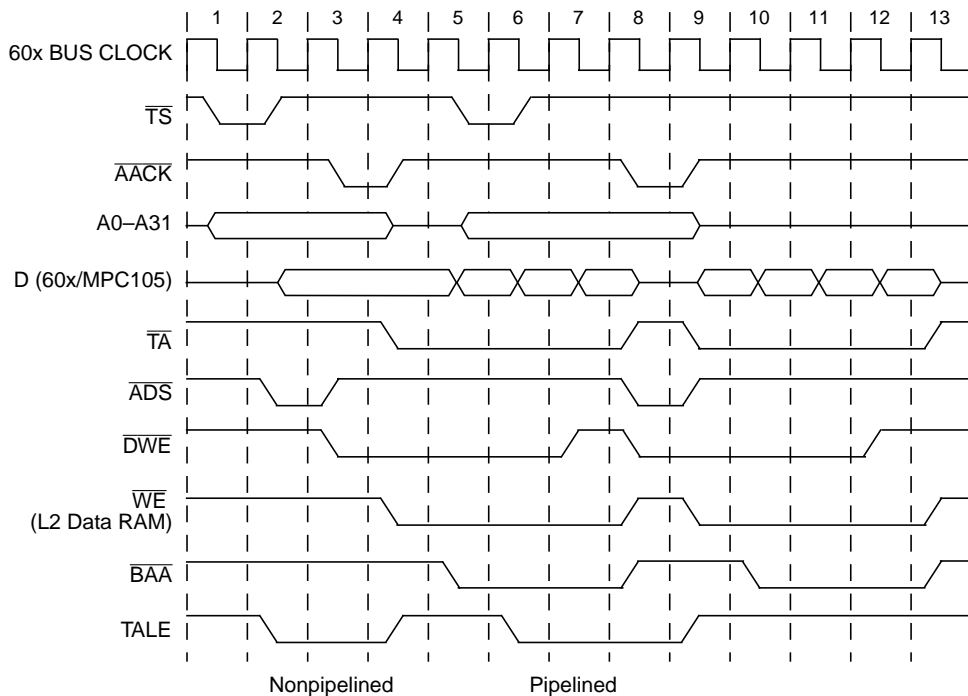 1 2 3 4 5 6 7 8 9 10 11 12 13
60x BUS CLOCK
TS
AACK
A0–A31
D (60x/MPC105)
TA
ADS
DWE
WE
(L2 Data RAM)
BAA
TALE
Nonpipelined Pipelined